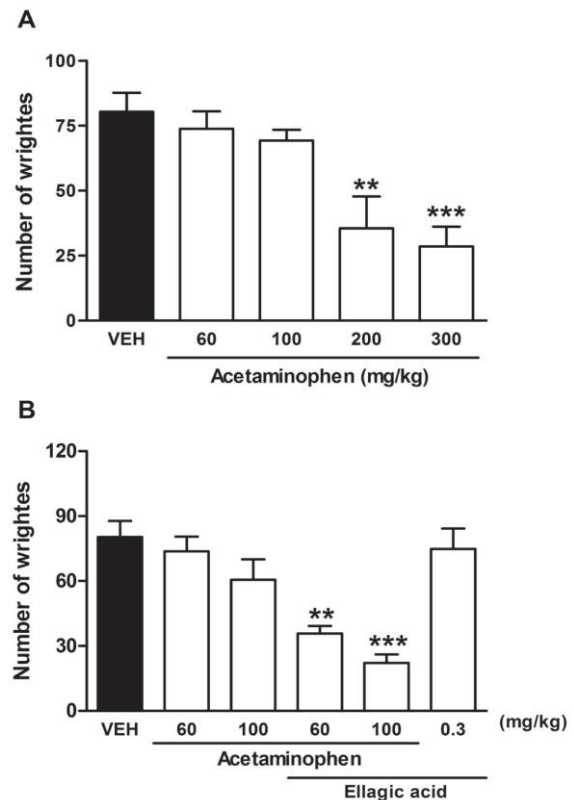 A
100
75
50
25
0
Number of wrightes
**
***
VEH 60 100 200 300
Acetaminophen (mg/kg)
B
120
90
60
30
0
Number of wrightes
**
***
VEH 60 100 60 100 0.3 (mg/kg)
Acetaminophen
Ellagic acid